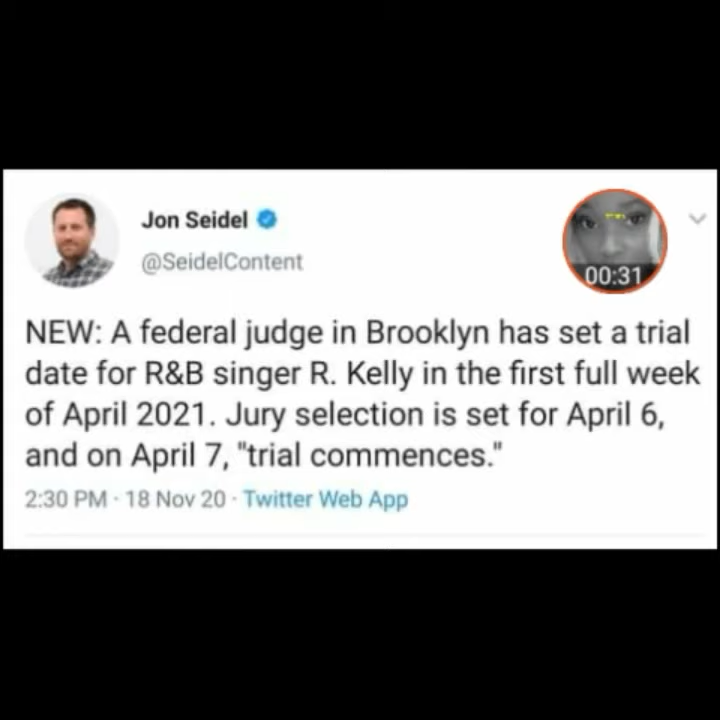 Jon Seidel
@SeidelContent
00:31
NEW: A federal judge in Brooklyn has set a trial
date for R&B singer R. Kelly in the first full week
of April 2021. Jury selection is set for April 6,
and on April 7, "trial commences."
2:30 PM · 18 Nov 20 · Twitter Web App